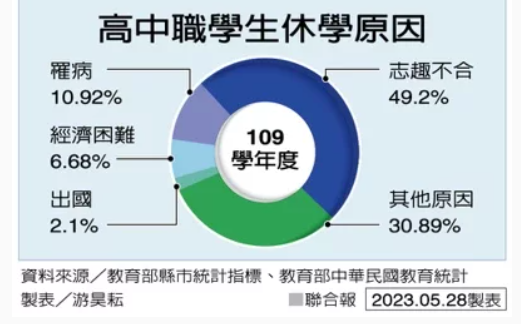 高中職學生休學原因
罹病
10.92%
志趣不合
49.2%
經濟困難
6.68%
109
學年度
出國
2.1%
其他原因
30.89%
資料來源／教育部縣市統計指標、教育部中華民國教育統計
製表／游昊耘
聯合報 2023.05.28製表